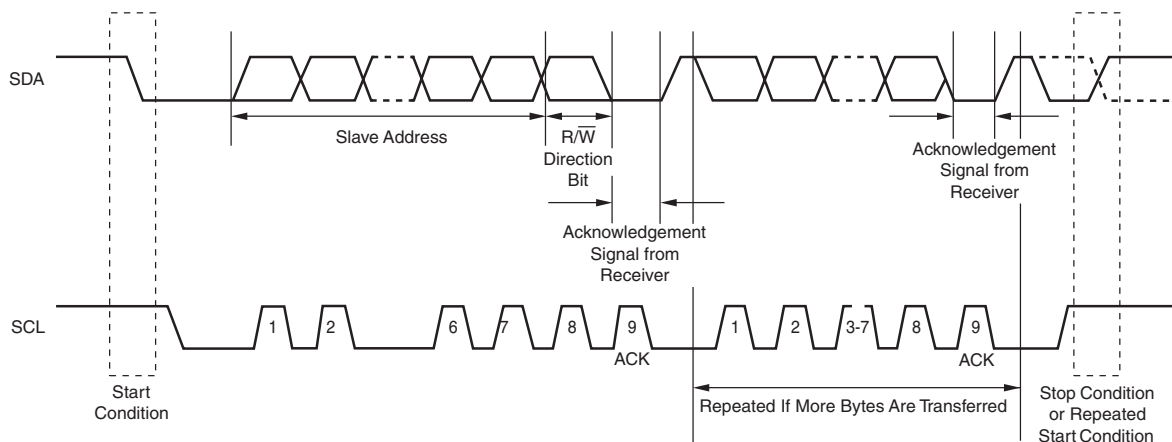 SDA
Slave Address
R/W̅
Direction
Bit
Acknowledgement
Signal from
Receiver
Acknowledgement
Signal from
Receiver
SCL
1
2
6
7
8
9
1
2
3-7
8
9
ACK
ACK
Start
Condition
Repeated If More Bytes Are Transferred
Stop Condition
or Repeated
Start Condition